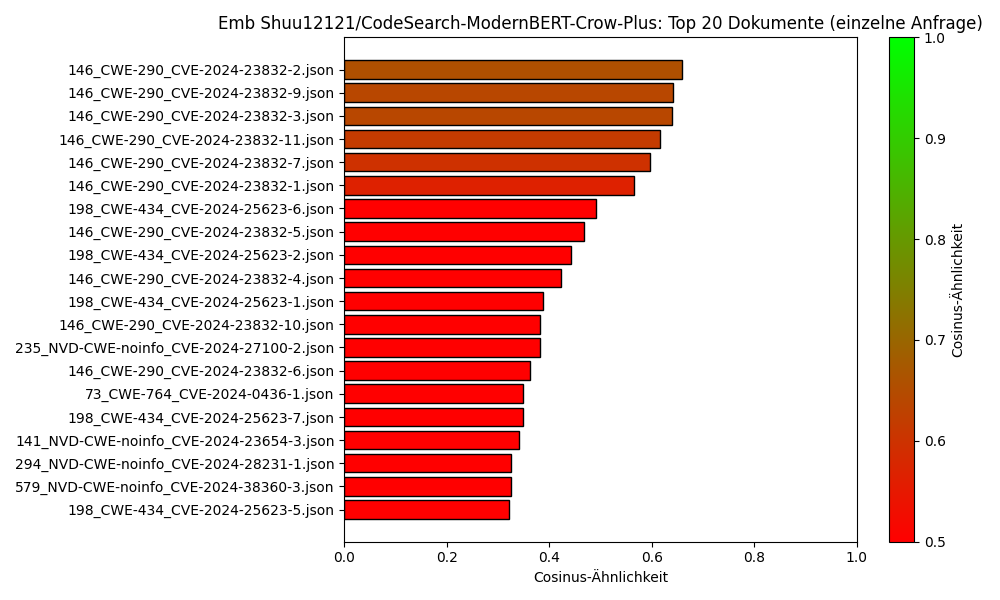 Emb Shuu12121/CodeSearch-ModernBERT-Crow-Plus: Top 20 Dokumente (einzelne Anfrage)
146_CWE-290_CVE-2024-23832-2.json
146_CWE-290_CVE-2024-23832-9.json
146_CWE-290_CVE-2024-23832-3.json
146_CWE-290_CVE-2024-23832-11.json
146_CWE-290_CVE-2024-23832-7.json
146_CWE-290_CVE-2024-23832-1.json
198_CWE-434_CVE-2024-25623-6.json
146_CWE-290_CVE-2024-23832-5.json
198_CWE-434_CVE-2024-25623-2.json
146_CWE-290_CVE-2024-23832-4.json
198_CWE-434_CVE-2024-25623-1.json
146_CWE-290_CVE-2024-23832-10.json
235_NVD-CWE-noinfo_CVE-2024-27100-2.json
146_CWE-290_CVE-2024-23832-6.json
73_CWE-764_CVE-2024-0436-1.json
198_CWE-434_CVE-2024-25623-7.json
141_NVD-CWE-noinfo_CVE-2024-23654-3.json
294_NVD-CWE-noinfo_CVE-2024-28231-1.json
579_NVD-CWE-noinfo_CVE-2024-38360-3.json
198_CWE-434_CVE-2024-25623-5.json
0.0 0.2 0.4 0.6 0.8 1.0
Cosinus-Ähnlichkeit
1.0
0.9
0.8
0.7
0.6
0.5
Cosinus-Ähnlichkeit